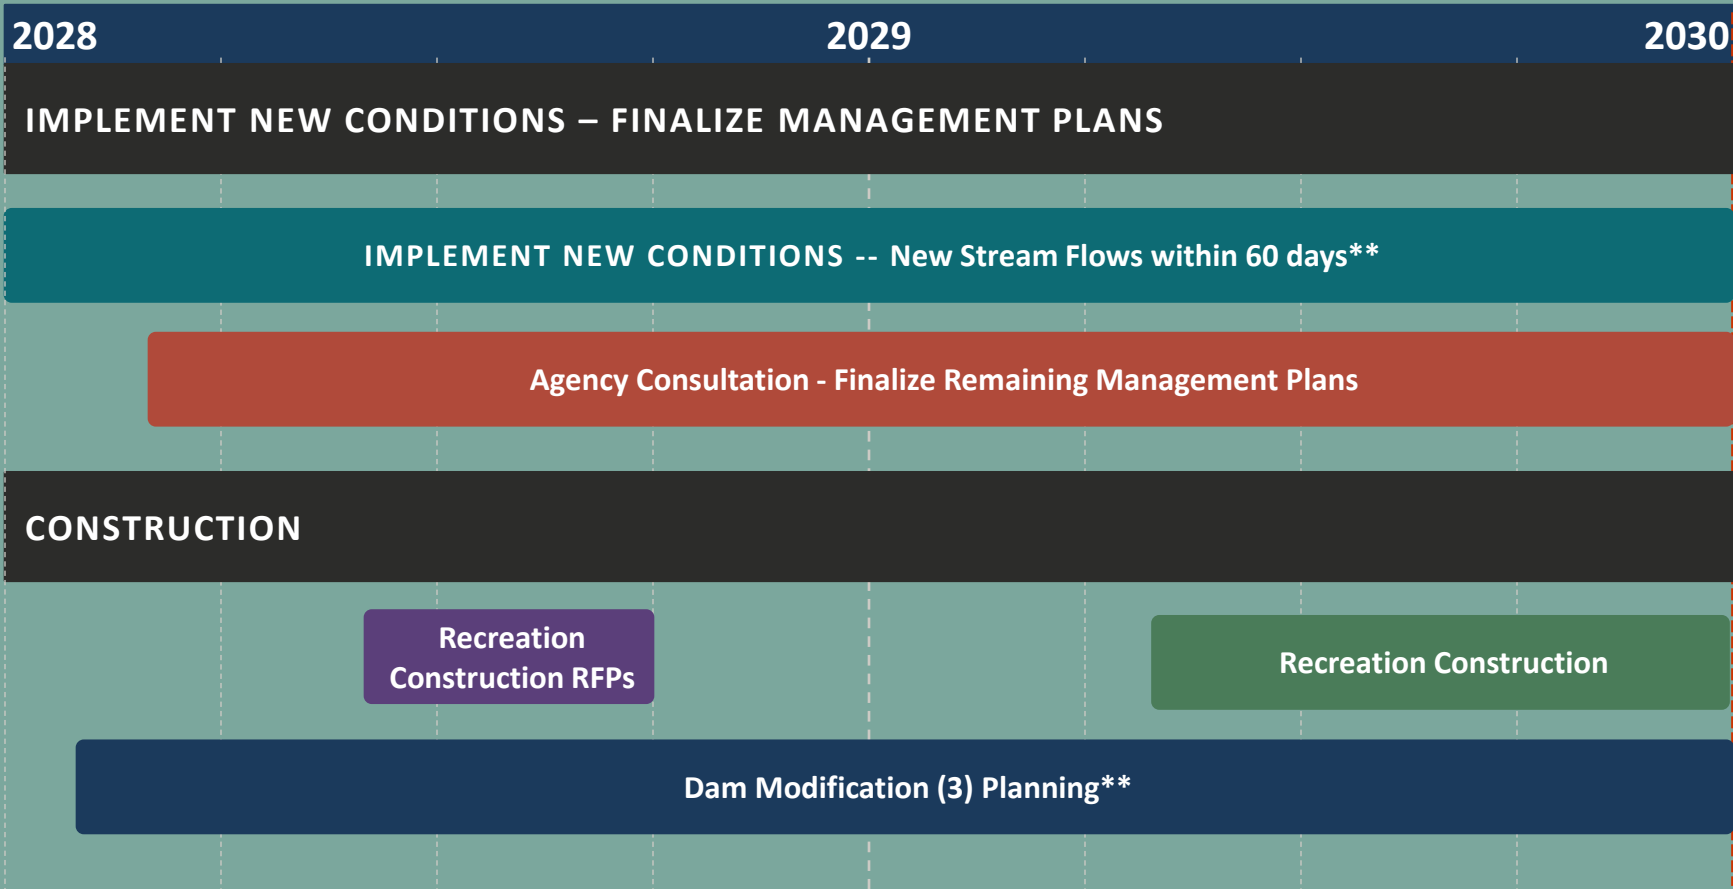 2028 2029 2030
IMPLEMENT NEW CONDITIONS – FINALIZE MANAGEMENT PLANS
IMPLEMENT NEW CONDITIONS -- New Stream Flows within 60 days**
Agency Consultation - Finalize Remaining Management Plans
CONSTRUCTION
Recreation
Construction RFPs
Recreation Construction
Dam Modification (3) Planning**